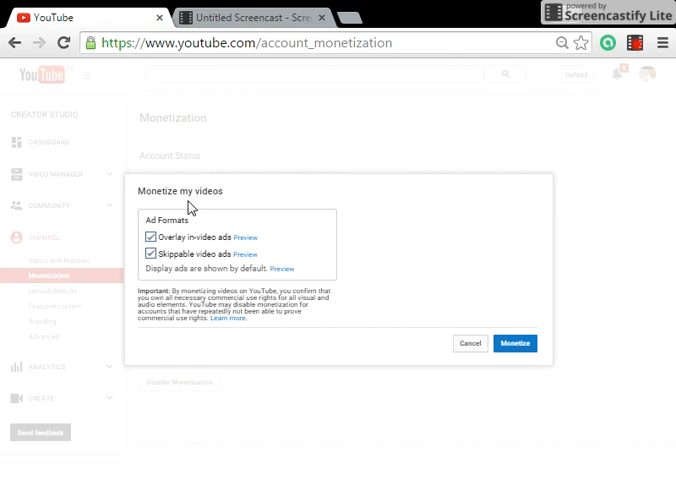 YouTube
Untitled Screencast - Scree
powered by
Screencastify Lite
https://www.youtube.com/account_monetization
YouTube
Upload
1
CREATOR STUDIO
DASHBOARD
VIDEO MANAGER
COMMUNITY
CHANNEL
Status and features
Monetization
Upload defaults
Featured content
Branding
Advanced
ANALYTICS
CREATE
Send feedback
Monetization
Account Status
Monetize my videos
Ad Formats
Overlay in-video ads Preview
Skippable video ads Preview
Display ads are shown by default. Preview
Important: By monetizing videos on YouTube, you confirm that
you own all necessary commercial use rights for all visual and
audio elements. YouTube may disable monetization for
accounts that have repeatedly not been able to prove
commercial use rights. Learn more.
Cancel
Monetize
Disable Monetization